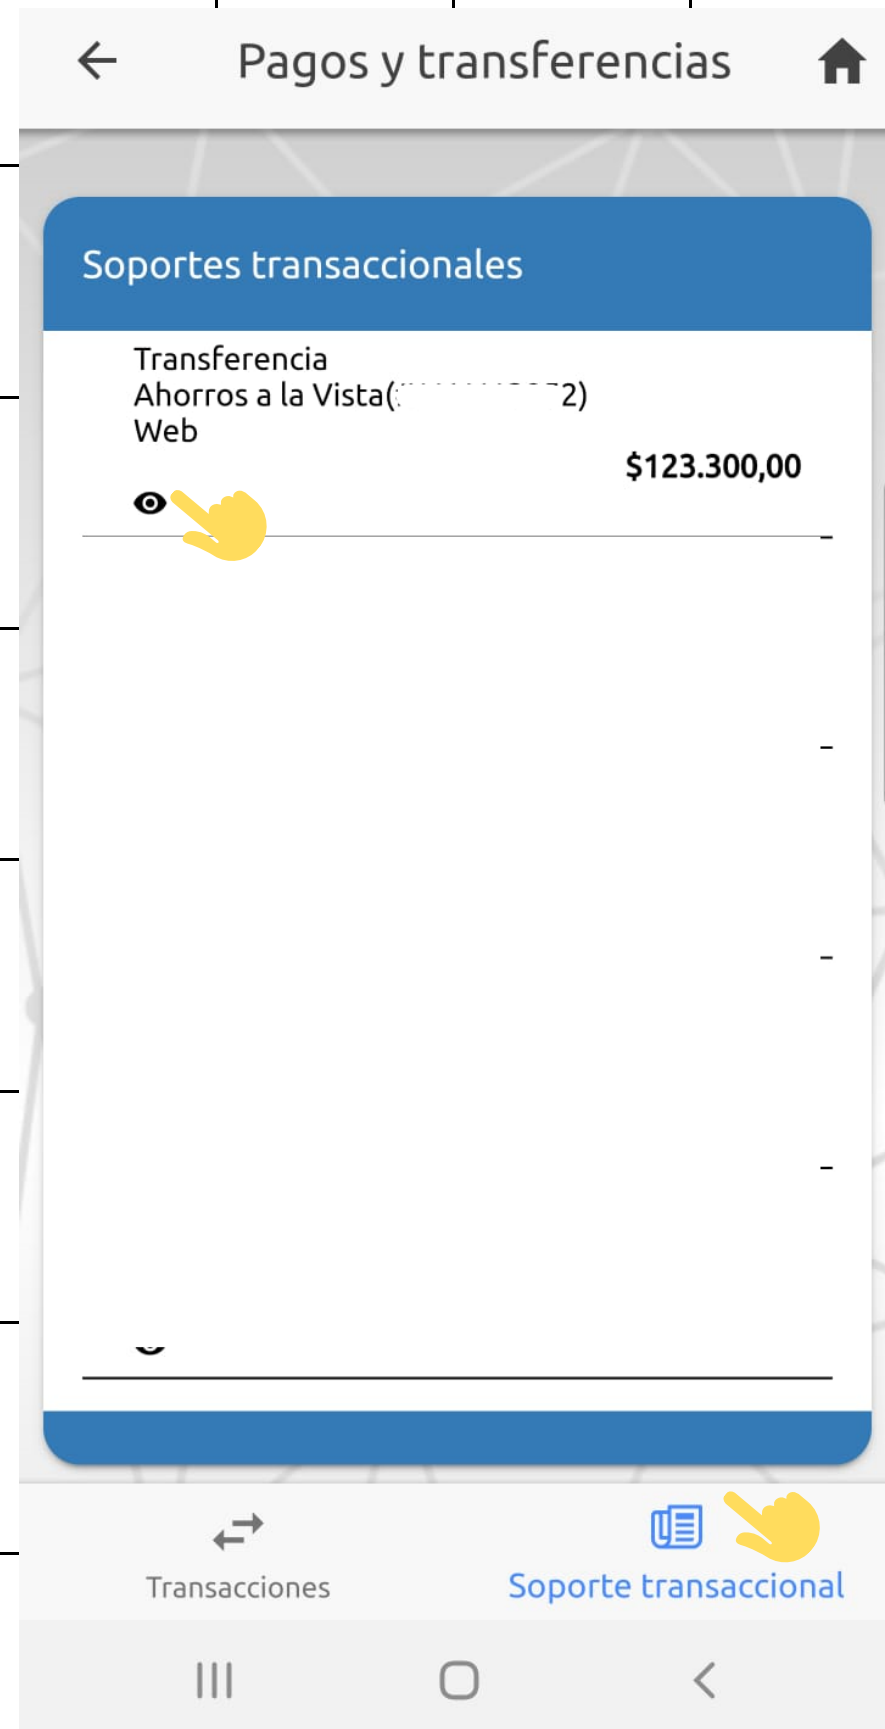 Pagos y transferencias
Soportes transaccionales
Transferencia
Ahorros a la Vista( 2)
Web
$123.300,00
Transacciones
Soporte transaccional